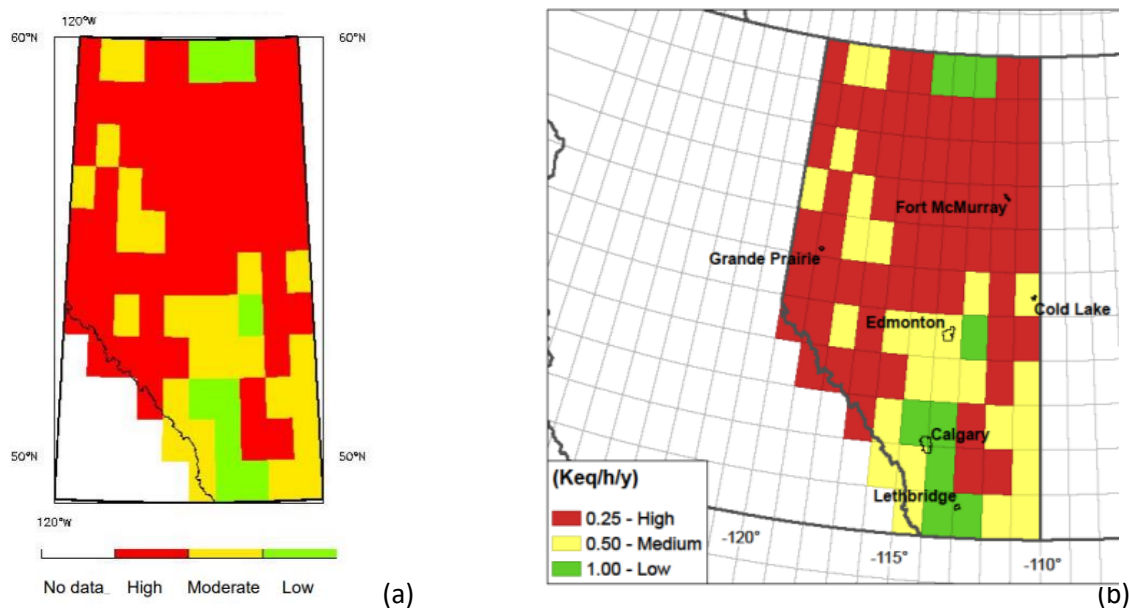 120°W
60°N 60°N
50°N 50°N
120°W
No data High Moderate Low
(a)
Fort McMurray
Grande Prairie
Cold Lake
Edmonton
Calgary
Lethbridge
(Keq/h/y)
0.25 - High
0.50 - Medium
1.00 - Low
-120°
-115°
-110°
(b)